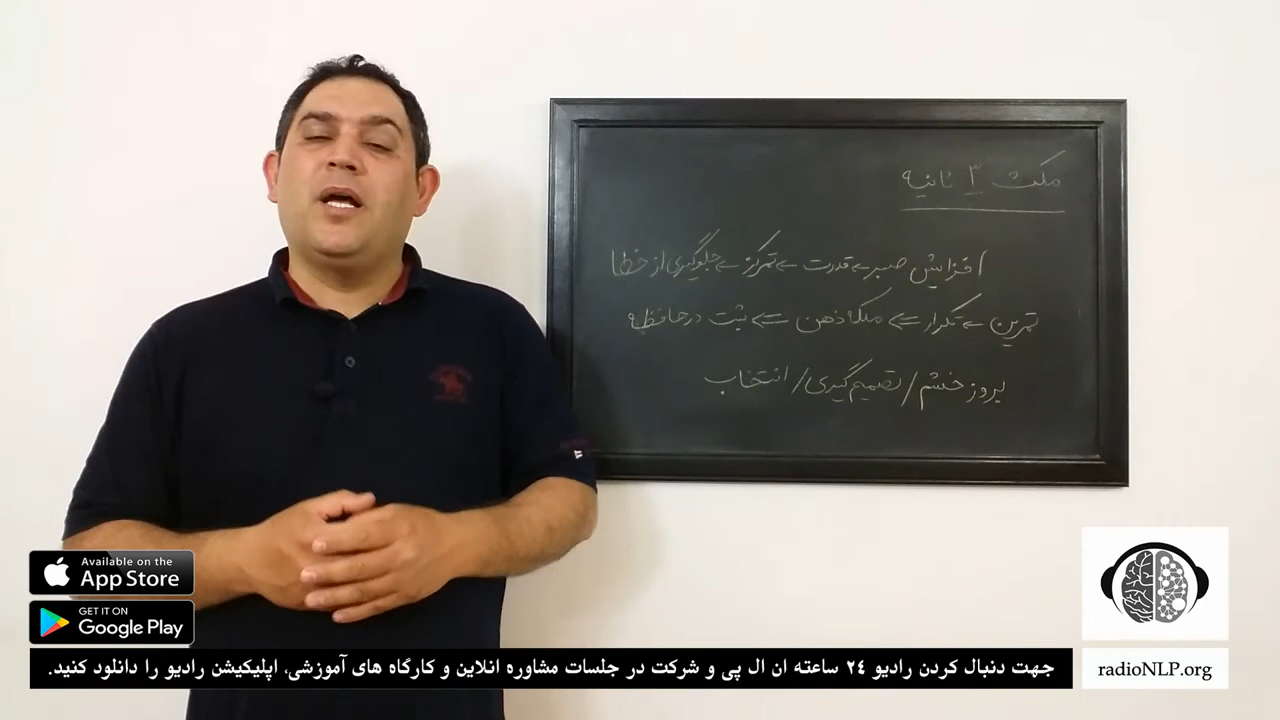 مکث ۳ ثانیه
افزایش صبر ← قدرت ← تمرکز ← جلوگیری از خطا
تمرین ← تکرار ← ملکه ذهن ← ثبت در حافظه
بروز خشم / تصمیم گیری / انتخاب
Available on the
App Store
GET IT ON
Google Play
جهت دنبال کردن رادیو ۲۴ ساعته ان ال پی و شرکت در جلسات مشاوره انلاین و کارگاه های آموزشی، اپلیکیشن رادیو را دانلود کنید.
radioNLP.org